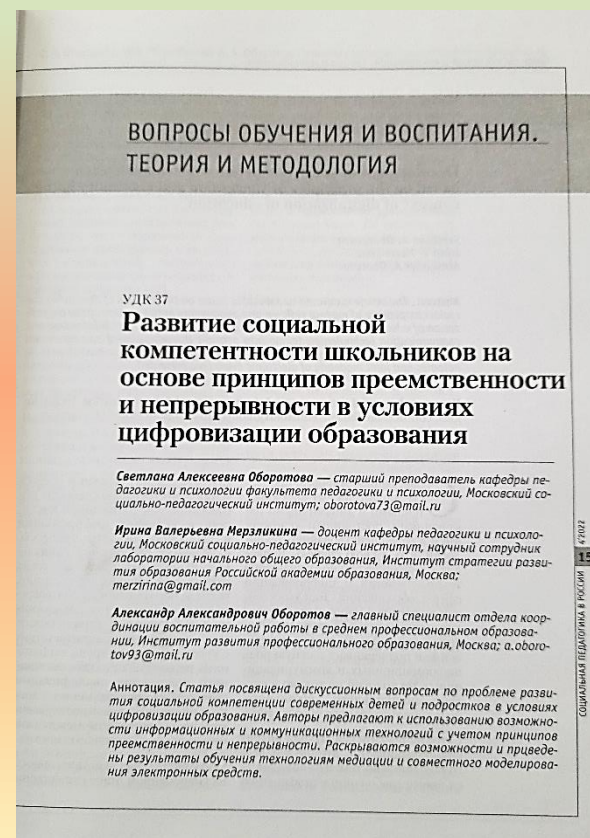 ВОПРОСЫ ОБУЧЕНИЯ И ВОСПИТАНИЯ.
ТЕОРИЯ И МЕТОДОЛОГИЯ
УДК 37
Развитие социальной
компетентности школьников на
основе принципов преемственности
и непрерывности в условиях
цифровизации образования
Светлана Алексеевна Оборотова — старший преподаватель кафедры пе-
дагогики и психологии факультета педагогики и психологии, Московский со-
циально-педагогический институт; oborotova73@mail.ru
Ирина Валерьевна Мерзликина — доцент кафедры педагогики и психоло-
гии, Московский социально-педагогический институт, научный сотрудник
лаборатории начального общего образования, Институт стратегии разви-
тия образования Российской академии образования, Москва;
merzirina@gmail.com
Александр Александрович Оборотов — главный специалист отдела коор-
динации воспитательной работы в среднем профессиональном образова-
нии, Институт развития профессионального образования, Москва; a.oboro-
tov93@mail.ru
Аннотация. Статья посвящена дискуссионным вопросам по проблеме разви-
тия социальной компетенции современных детей и подростков в условиях
цифровизации образования. Авторы предлагают к использованию возможно-
сти информационных и коммуникационных технологий с учетом принципов
преемственности и непрерывности. Раскрываются возможности и приведе-
ны результаты обучения технологиям медиации и совместного моделирова-
ния электронных средств.
СОЦИАЛЬНАЯ ПЕДАГОГИКА В РОССИИ 4'2022
15